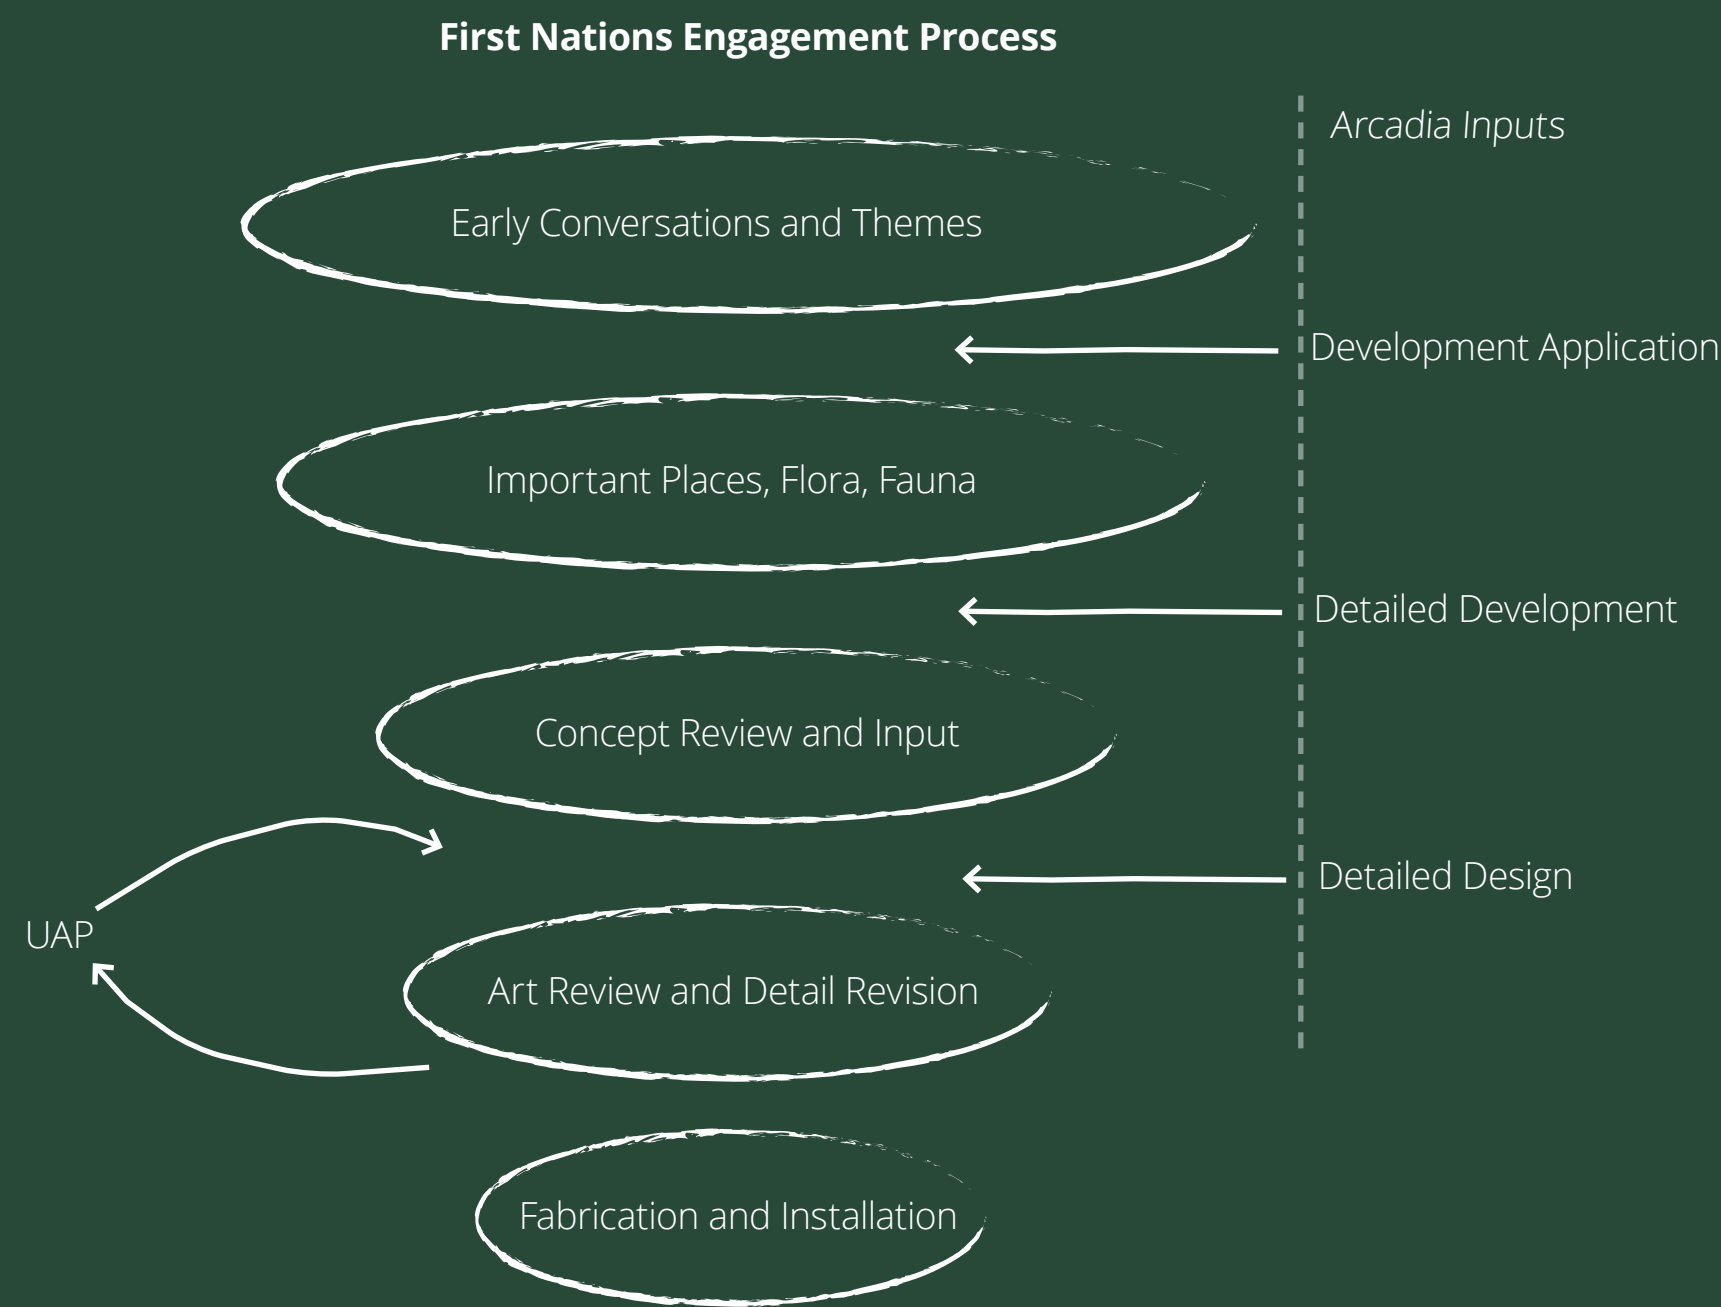 First Nations Engagement Process
Arcadia Inputs
Early Conversations and Themes
Development Application
Important Places, Flora, Fauna
Detailed Development
Concept Review and Input
Detailed Design
UAP
Art Review and Detail Revision
Fabrication and Installation